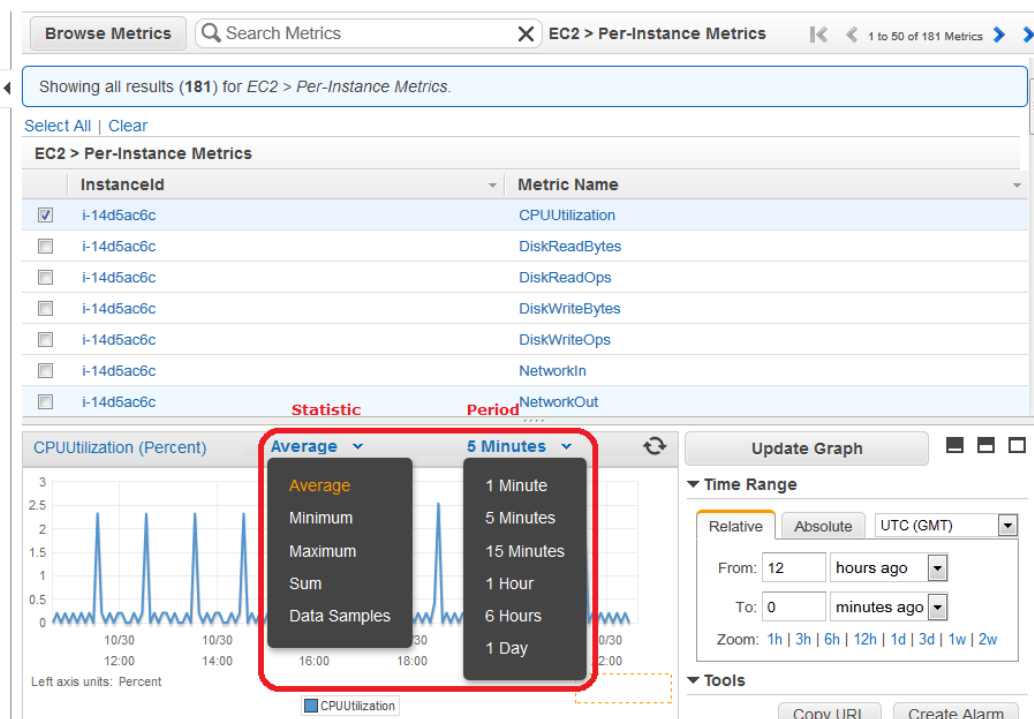 Browse Metrics Search Metrics EC2 > Per-Instance Metrics 1 to 50 of 181 Metrics
Showing all results (181) for EC2 > Per-Instance Metrics.
Select All | Clear
EC2 > Per-Instance Metrics
InstanceId Metric Name
i-14d5ac6c CPUUtilization
i-14d5ac6c DiskReadBytes
i-14d5ac6c DiskReadOps
i-14d5ac6c DiskWriteBytes
i-14d5ac6c DiskWriteOps
i-14d5ac6c NetworkIn
i-14d5ac6c NetworkOut
Statistic Period
CPUUtilization (Percent) Average 5 Minutes
Average
Minimum
Maximum
Sum
Data Samples
1 Minute
5 Minutes
15 Minutes
1 Hour
6 Hours
1 Day
3
2.5
2
1.5
1
0.5
0
10/30 10/30
12:00 14:00 16:00 18:00
Left axis units: Percent
CPUUtilization
Update Graph
Time Range
Relative Absolute UTC (GMT)
From: 12 hours ago
To: 0 minutes ago
Zoom: 1h | 3h | 6h | 12h | 1d | 3d | 1w | 2w
Tools
Copy URL Create Alarm